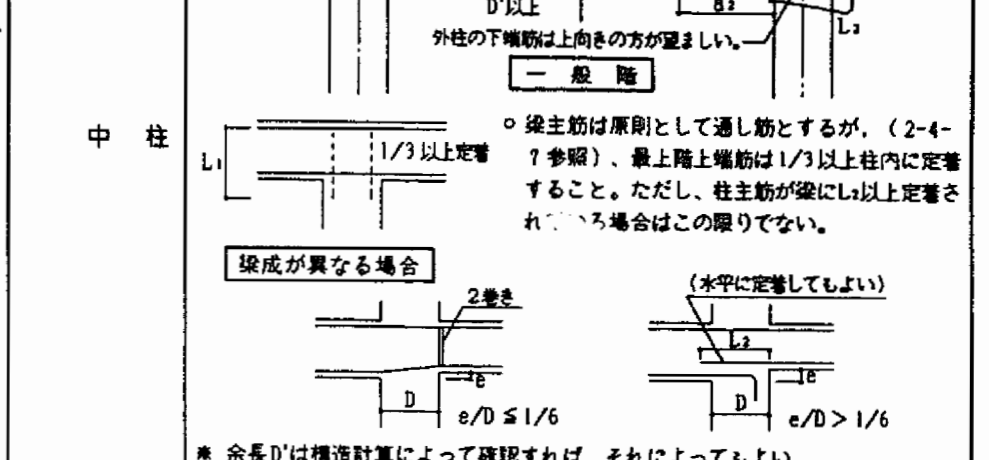 D'以上
a₂
L₂
外柱の下端筋は上向きの方が望ましい。
一般階
中柱
L₁
1/3以上定着
○ 梁主筋は原則として通し筋とするが、(2-4-
7参照)、最上階上端筋は1/3以上柱内に定着
すること。ただし、柱主筋が梁にL₂以上定着さ
れ いる場合はこの限りでない。
梁成が異なる場合
2巻き
e
D
e/D≦1/6
(水平に定着してもよい)
L₂
e
D
e/D>1/6
※ 余長D'は構造計算によって確認すれば、それによってもよい